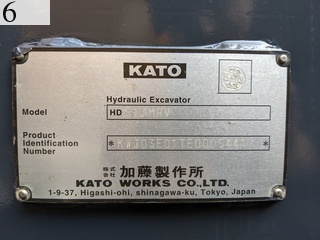 6
KATO
Hydraulic Excavator
Model HD
Product
Identification
Number
株式会社 加藤製作所
KATO WORKS CO.,LTD.
1-9-37, Higashi-ohi, shinagawa-ku, Tokyo, Japan